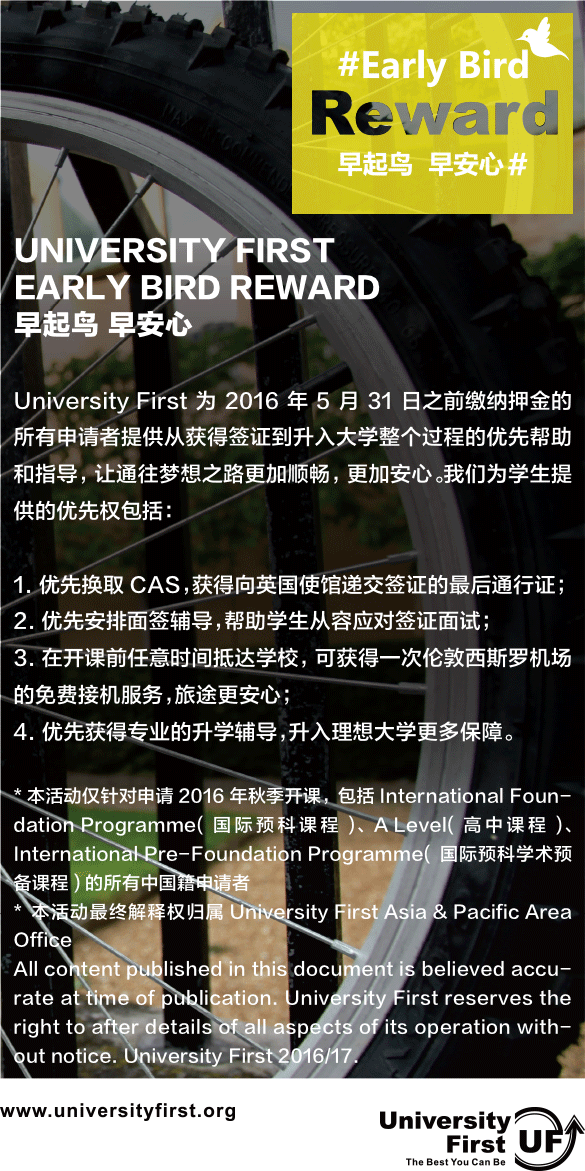 #Early Bird
Reward
早起鸟 早安心#
UNIVERSITY FIRST
EARLY BIRD REWARD
早起鸟 早安心
University First 为 2016 年 5 月 31 日之前缴纳押金的
所有申请者提供从获得签证到升入大学整个过程的优先帮助
和指导，让通往梦想之路更加顺畅，更加安心。我们为学生提
供的优先权包括：
1. 优先换取 CAS，获得向英国使馆递交签证的最后通行证；
2. 优先安排面签辅导，帮助学生从容应对签证面试；
3. 在开课前任意时间抵达学校，可获得一次伦敦西斯罗机场
的免费接机服务，旅途更安心；
4. 优先获得专业的升学辅导，升入理想大学更多保障。
* 本活动仅针对申请 2016 年秋季开课，包括 International Foun-
dation Programme( 国际预科课程 )、A Level( 高中课程 )、
International Pre-Foundation Programme( 国际预科学术预
备课程 ) 的所有中国籍申请者
* 本活动最终解释权归属 University First Asia & Pacific Area
Office
All content published in this document is believed accu-
rate at time of publication. University First reserves the
right to after details of all aspects of its operation with-
out notice. University First 2016/17.
www.universityfirst.org
University
First UF
The Best You Can Be